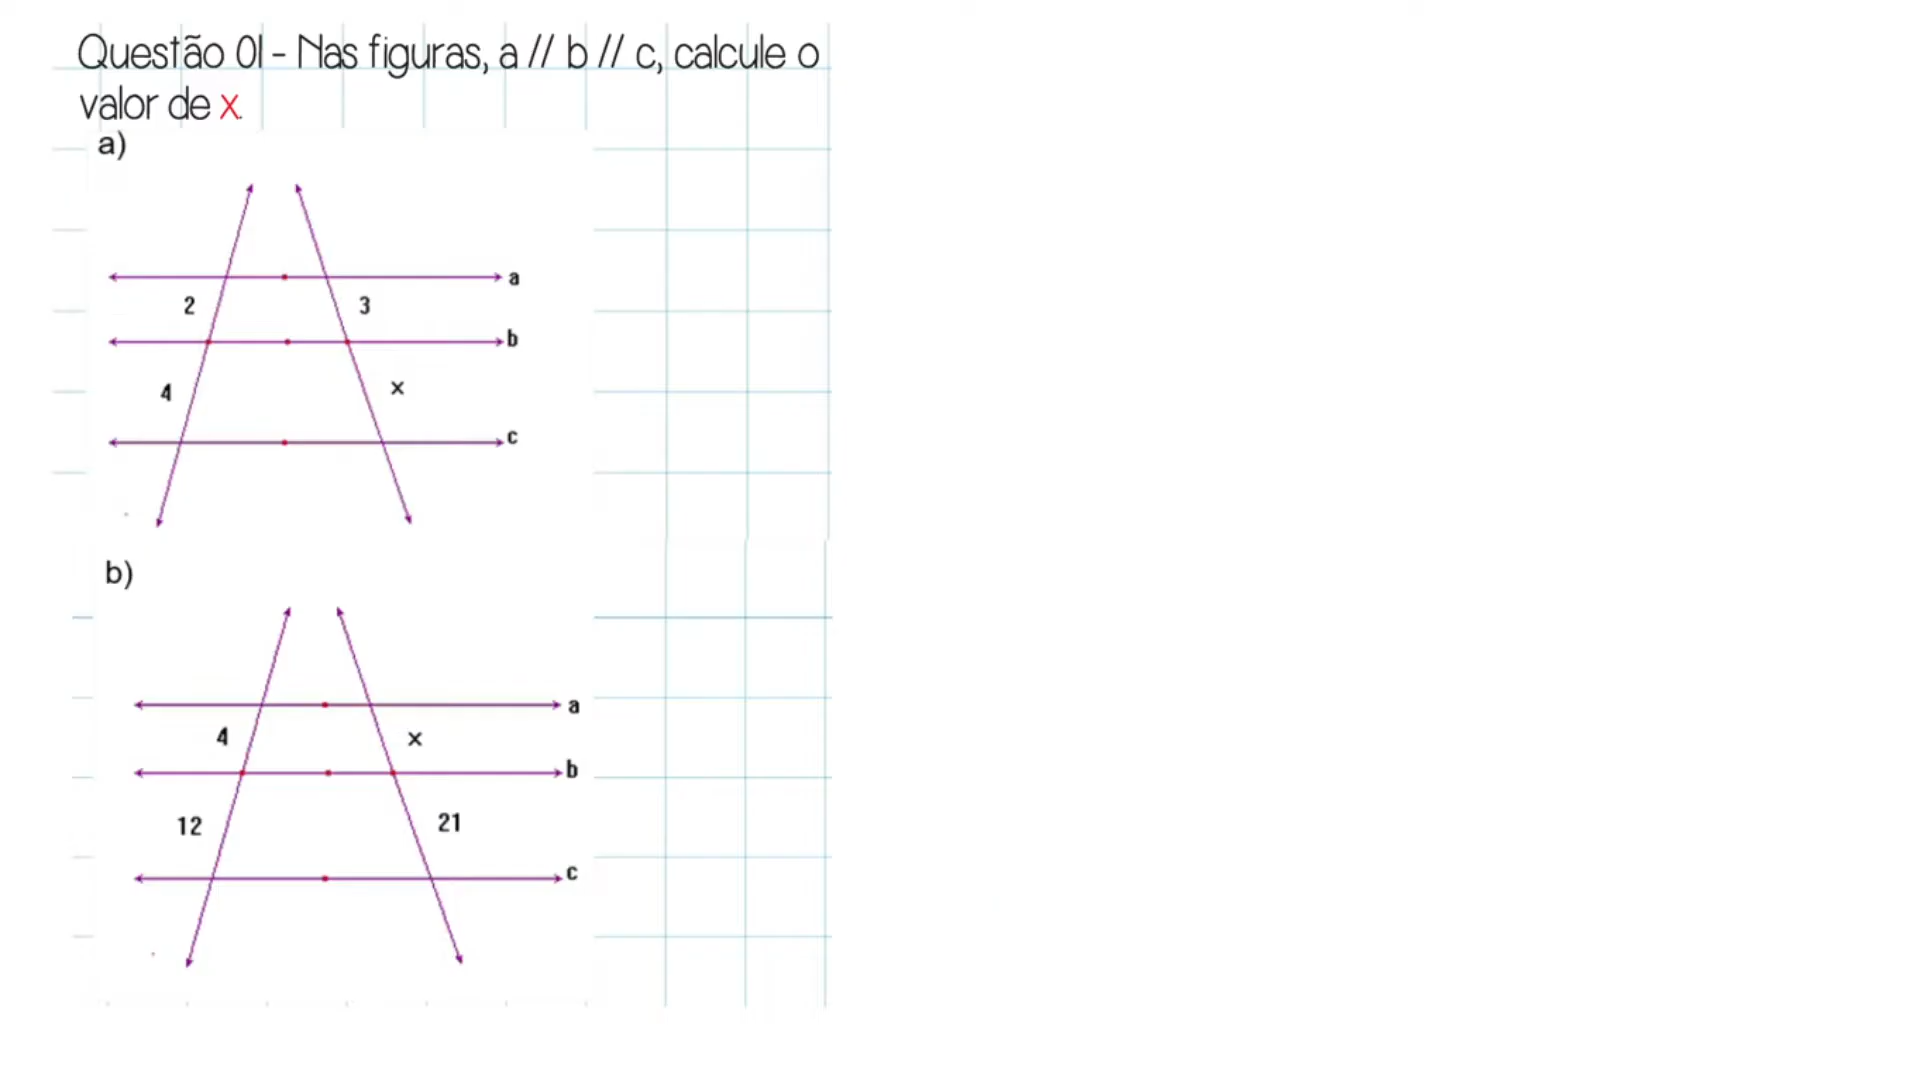 Questão 01 - Nas figuras, a // b // c, calcule o
valor de x.
a)
a
2 3
b
4 x
c
b)
a
4 x
b
12 21
c